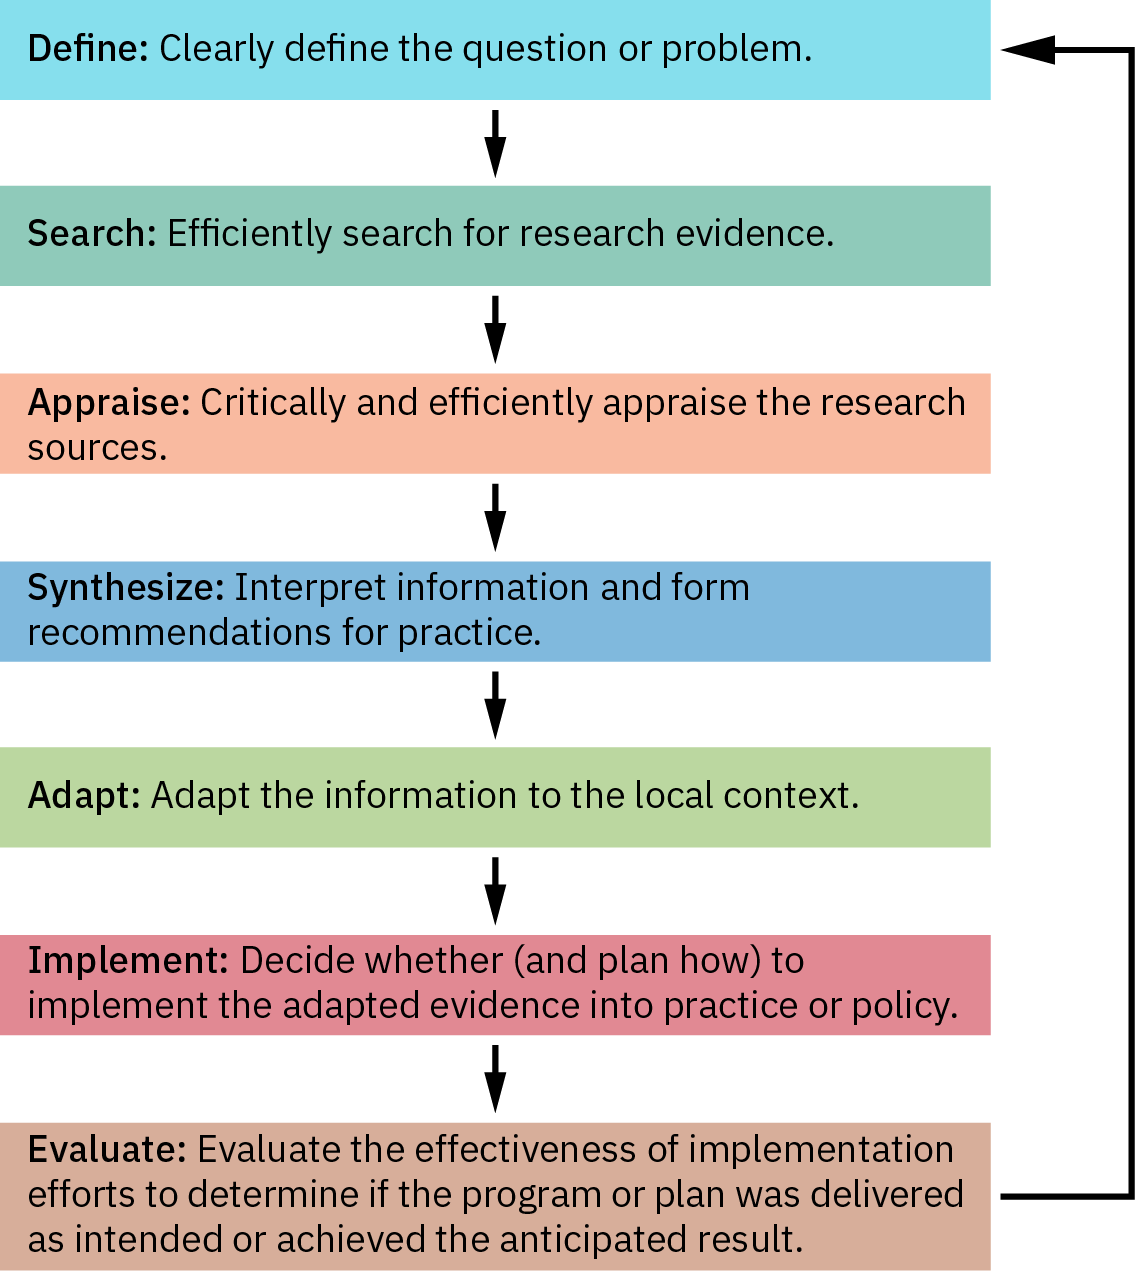 Define: Clearly define the question or problem.
Search: Efficiently search for research evidence.
Appraise: Critically and efficiently appraise the research
sources.
Synthesize: Interpret information and form
recommendations for practice.
Adapt: Adapt the information to the local context.
Implement: Decide whether (and plan how) to
implement the adapted evidence into practice or policy.
Evaluate: Evaluate the effectiveness of implementation
efforts to determine if the program or plan was delivered
as intended or achieved the anticipated result.